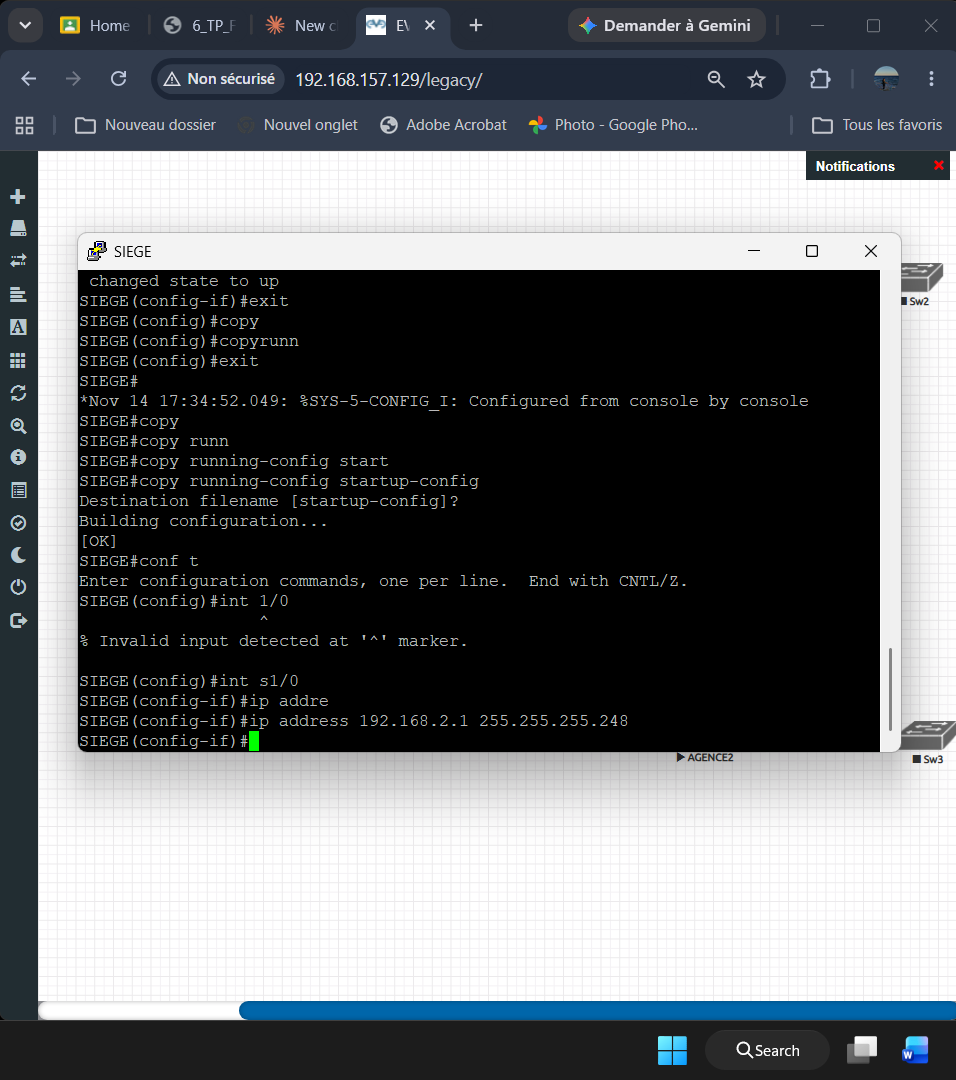 Home
6_TP_F
New c
EV
Demander à Gemini
Non sécurisé
192.168.157.129/legacy/
Nouveau dossier
Nouvel onglet
Adobe Acrobat
Photo - Google Pho...
Tous les favoris
Notifications
SIEGE
changed state to up
SIEGE(config-if)#exit
SIEGE(config)#copy
SIEGE(config)#copyrunn
SIEGE(config)#exit
SIEGE#
*Nov 14 17:34:52.049: %SYS-5-CONFIG_I: Configured from console by console
SIEGE#copy
SIEGE#copy runn
SIEGE#copy running-config start
SIEGE#copy running-config startup-config
Destination filename [startup-config]?
Building configuration...
[OK]
SIEGE#conf t
Enter configuration commands, one per line.  End with CNTL/Z.
SIEGE(config)#int 1/0
^
% Invalid input detected at '^' marker.
SIEGE(config)#int s1/0
SIEGE(config-if)#ip addre
SIEGE(config-if)#ip address 192.168.2.1 255.255.255.248
SIEGE(config-if)#
Sw2
AGENCE2
Sw3
Search